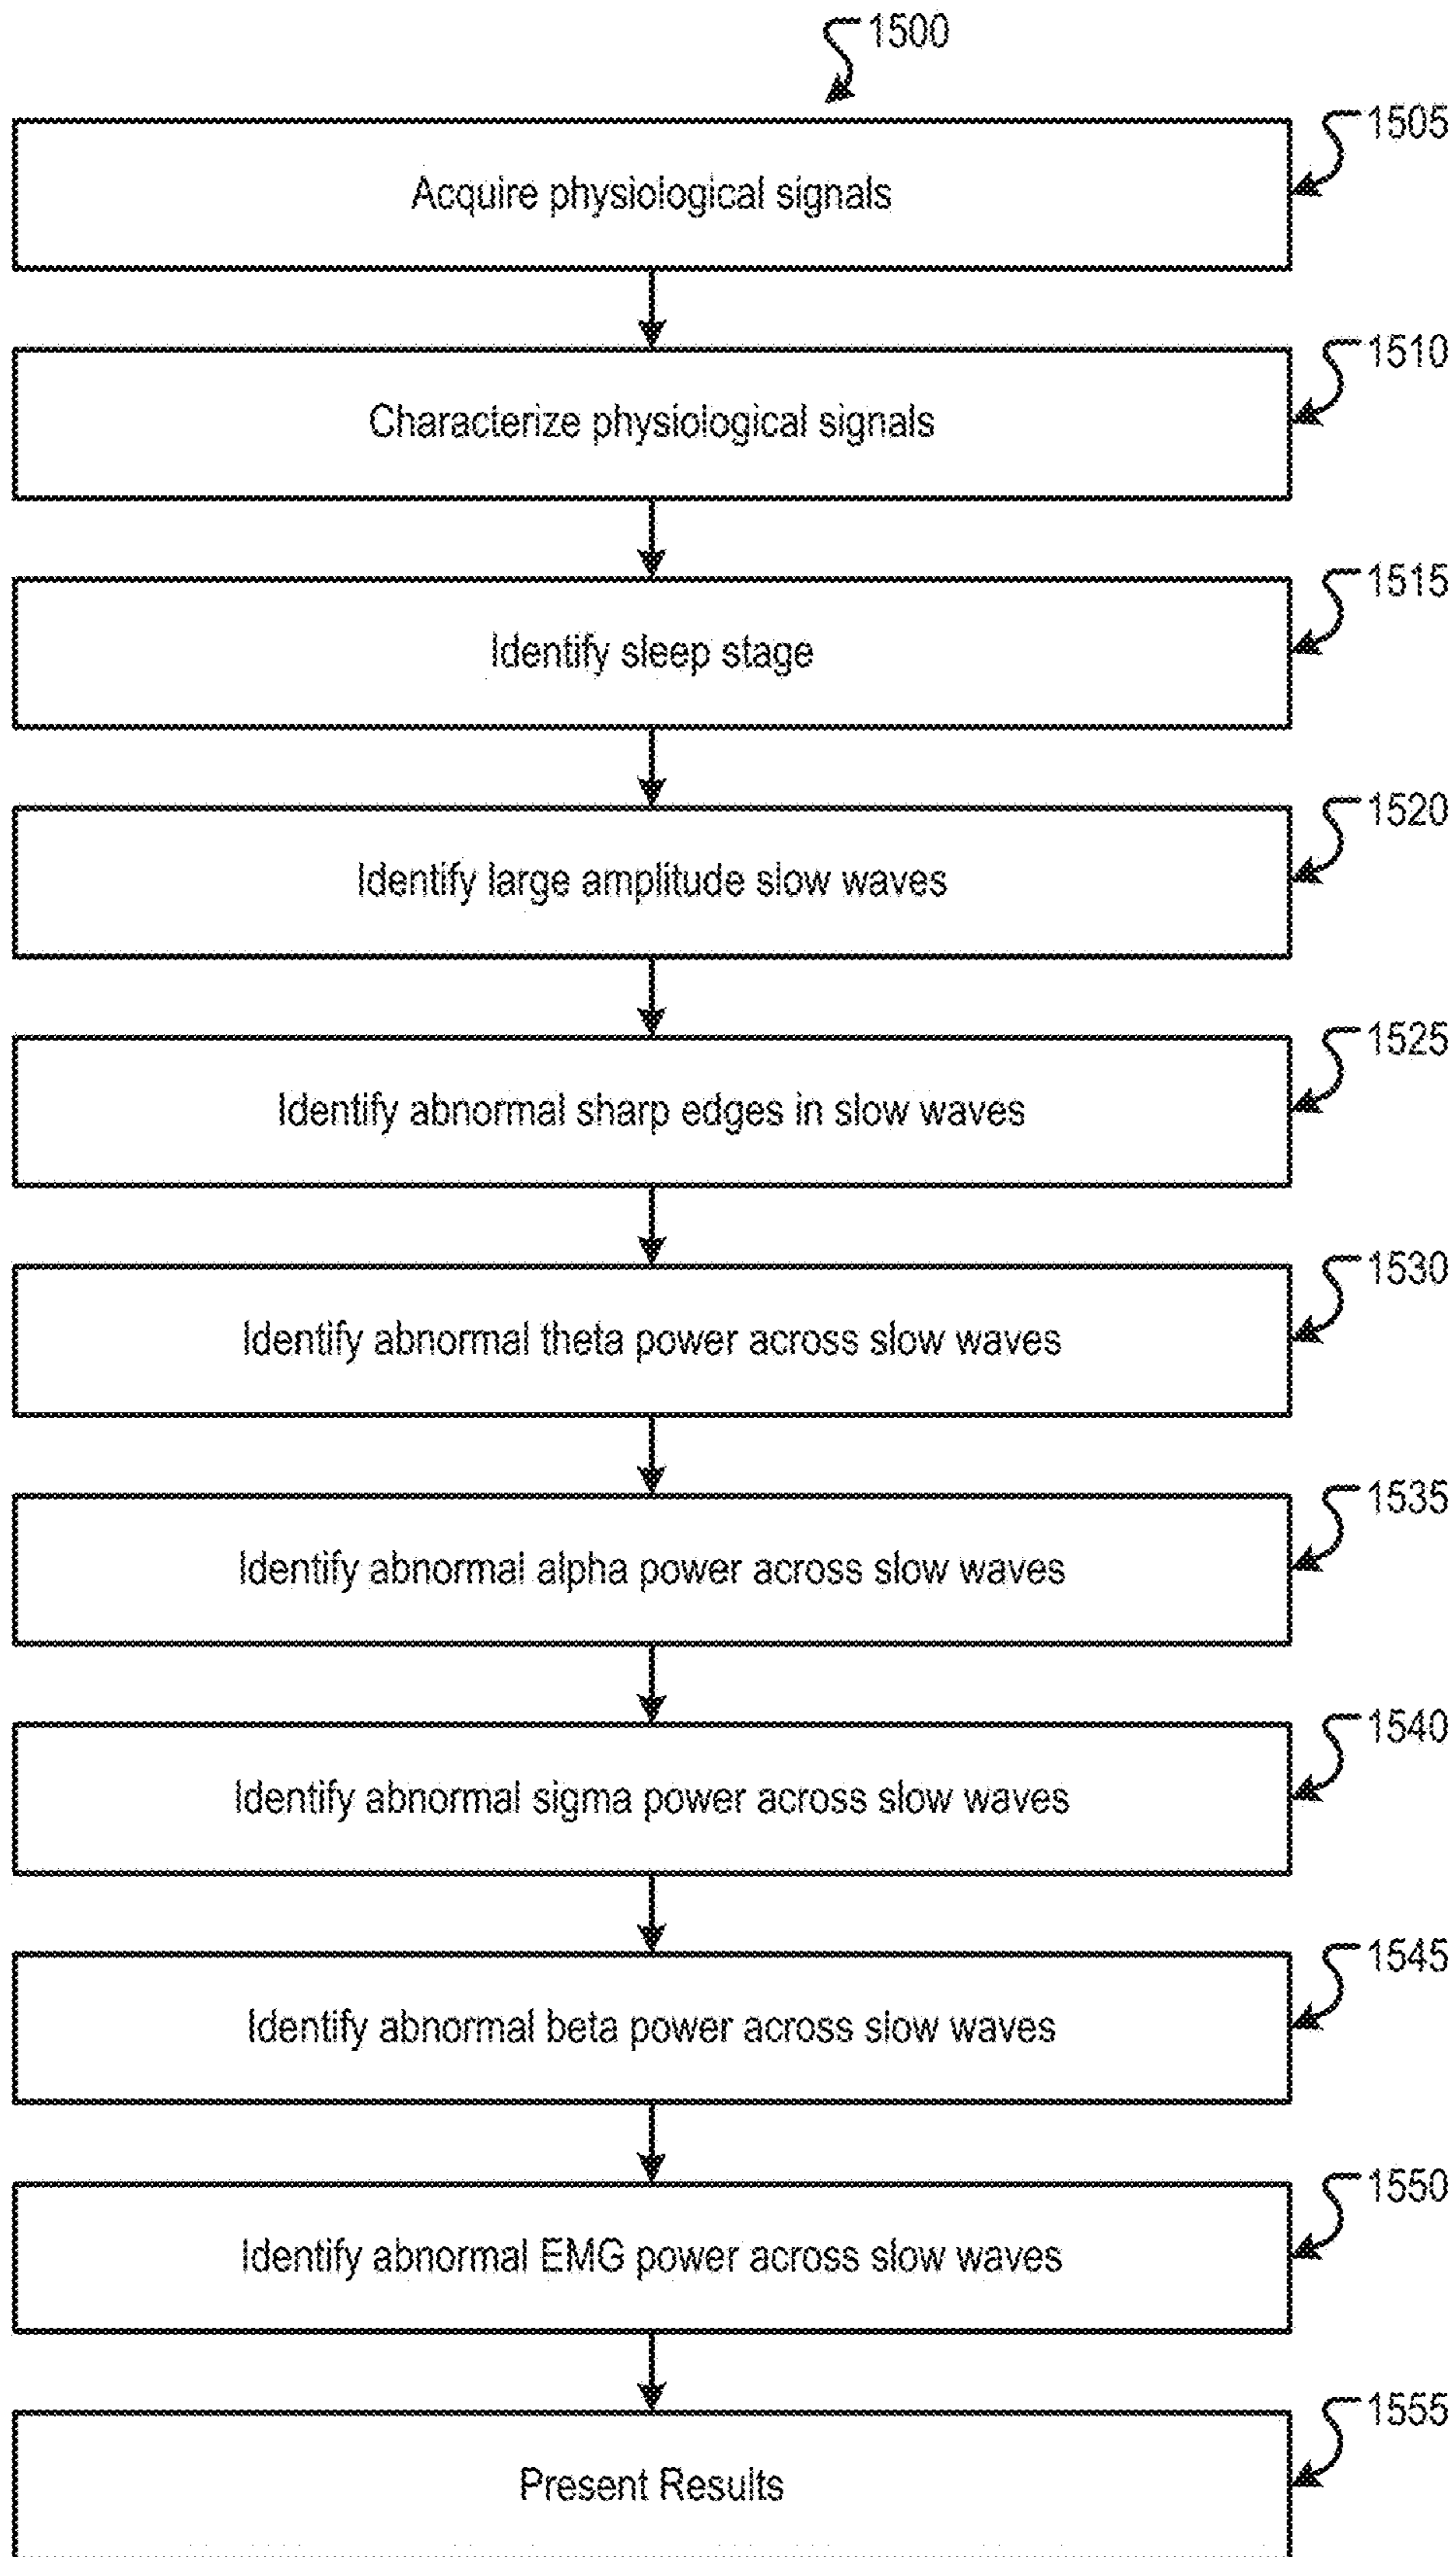 1500
1505
Acquire physiological signals
1510
Characterize physiological signals
1515
Identify sleep stage
1520
Identify large amplitude slow waves
1525
Identify abnormal sharp edges in slow waves
1530
Identify abnormal theta power across slow waves
1535
Identify abnormal alpha power across slow waves
1540
Identify abnormal sigma power across slow waves
1545
Identify abnormal beta power across slow waves
1550
Identify abnormal EMG power across slow waves
1555
Present Results